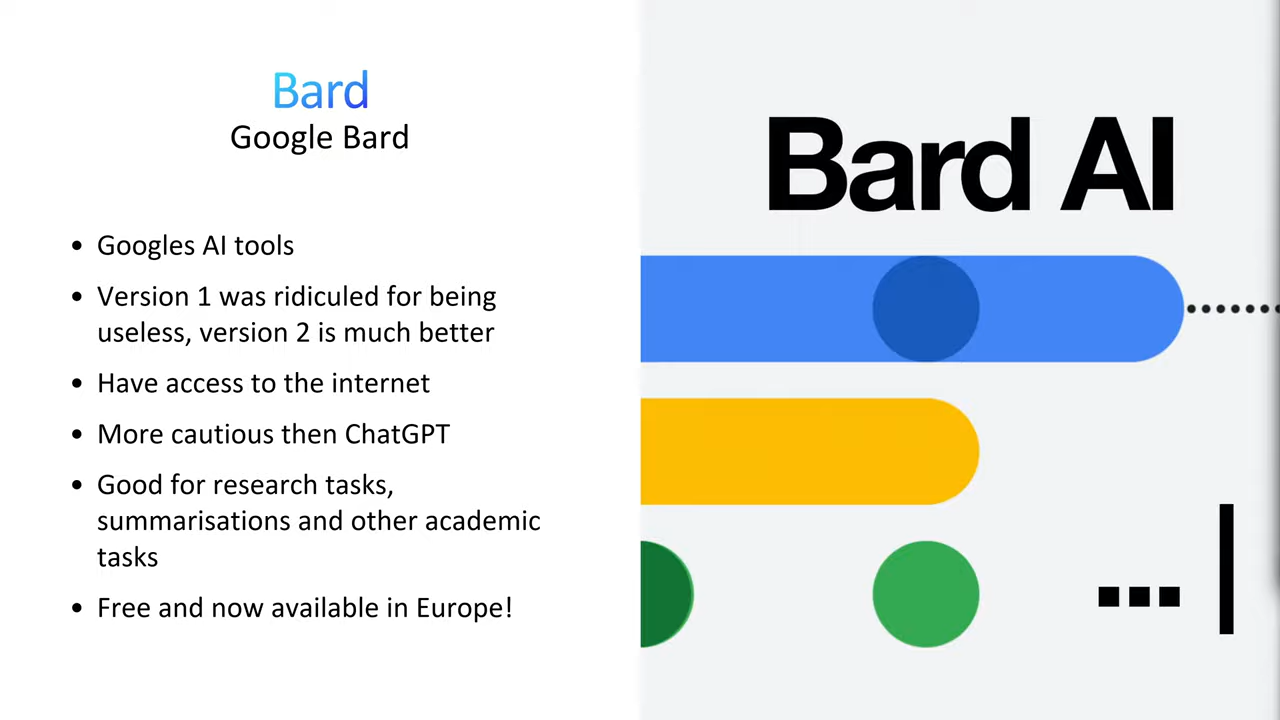 Bard
Google Bard
• Googles AI tools
• Version 1 was ridiculed for being
useless, version 2 is much better
• Have access to the internet
• More cautious then ChatGPT
• Good for research tasks,
summarisations and other academic
tasks
• Free and now available in Europe!
Bard AI
...|